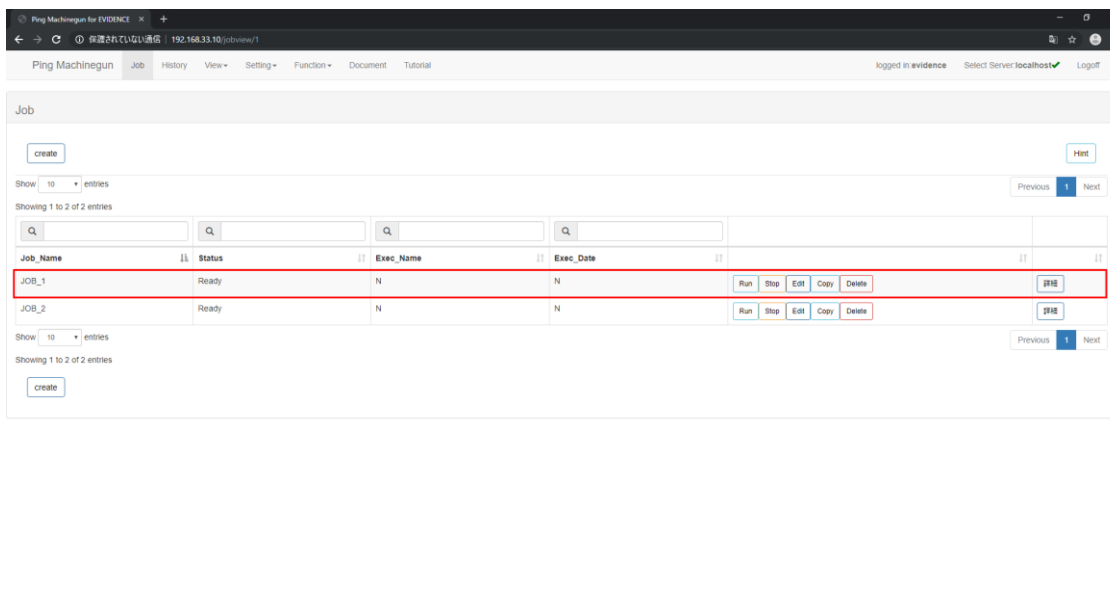 Ping Machinegun for EVIDENCE × +
保護されていない通信 | 192.168.33.10/jobview/1
Ping Machinegun Job History View Setting Function Document Tutorial logged in:evidence Select Server:localhost✔ Logoff
Job
create Hint
Show 10 entries Previous 1 Next
Showing 1 to 2 of 2 entries
Job_Name Status Exec_Name Exec_Date
JOB_1 Ready N N Run Stop Edit Copy Delete 詳細
JOB_2 Ready N N Run Stop Edit Copy Delete 詳細
Show 10 entries Previous 1 Next
Showing 1 to 2 of 2 entries
create